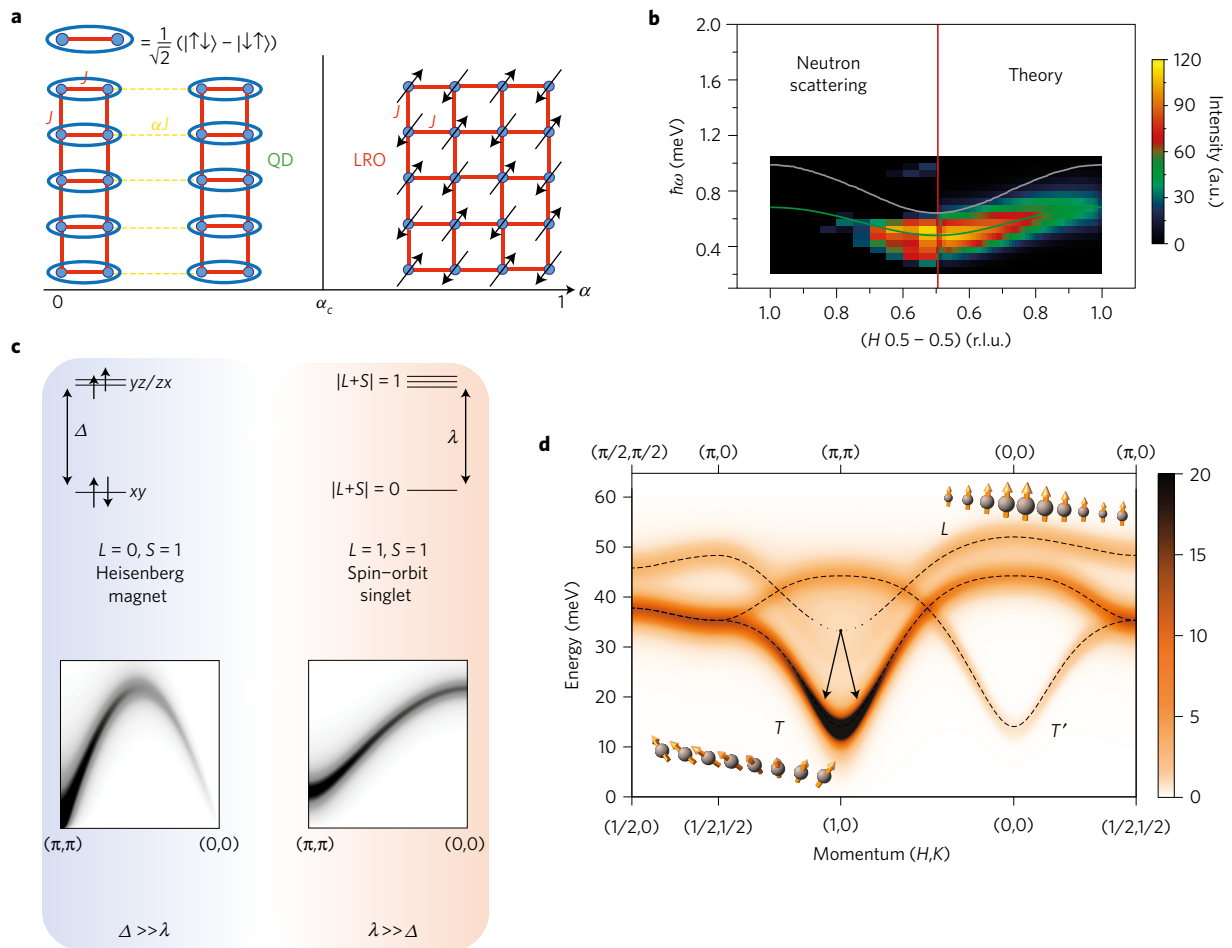 a
= 1/√2 (|↑↓⟩ − |↓↑⟩)
J
J
αJ
QD
LRO
J
J
0
α_c
1
α
b
2.0
1.6
1.2
0.8
0.4
ħω (meV)
Neutron
scattering
Theory
1.0
0.8
0.6
0.6
0.8
1.0
(H 0.5 − 0.5) (r.l.u.)
120
90
60
30
0
Intensity (a.u.)
c
yz/zx
Δ
xy
L = 0, S = 1
Heisenberg
magnet
(π,π)
(0,0)
Δ >> λ
|L+S| = 1
λ
|L+S| = 0
L = 1, S = 1
Spin–orbit
singlet
(π,π)
(0,0)
λ >> Δ
d
(π/2,π/2)
(π,0)
(π,π)
(0,0)
(π,0)
60
50
40
30
20
10
0
Energy (meV)
L
T
T′
(1/2,0)
(1/2,1/2)
(1,0)
(0,0)
(1/2,1/2)
Momentum (H,K)
20
15
10
5
0